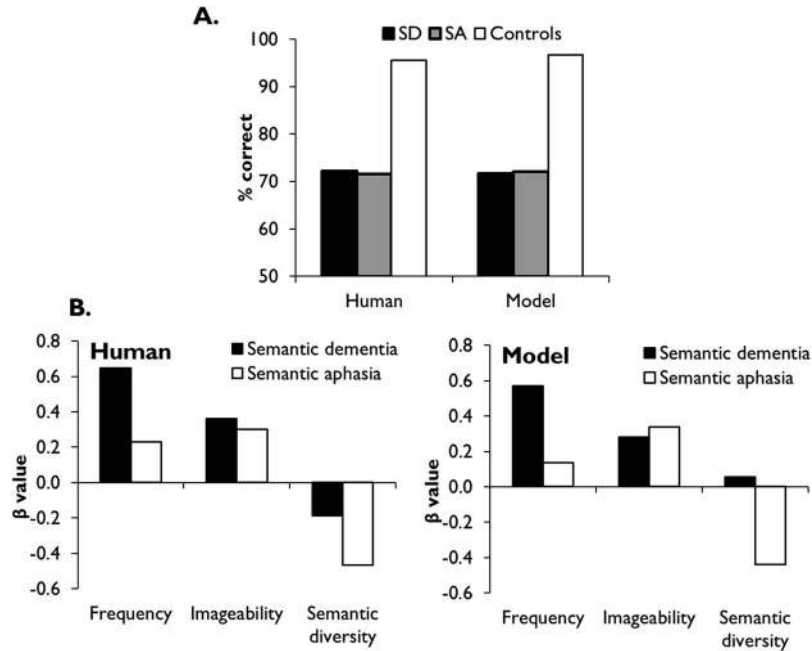 A.
SD SA Controls
100
90
80
70
60
50
% correct
Human Model
B.
Human
Semantic dementia
Semantic aphasia
0.8
0.6
0.4
0.2
0.0
-0.2
-0.4
-0.6
β value
Frequency Imageability Semantic
diversity
Model
Semantic dementia
Semantic aphasia
0.8
0.6
0.4
0.2
0.0
-0.2
-0.4
-0.6
β value
Frequency Imageability Semantic
diversity